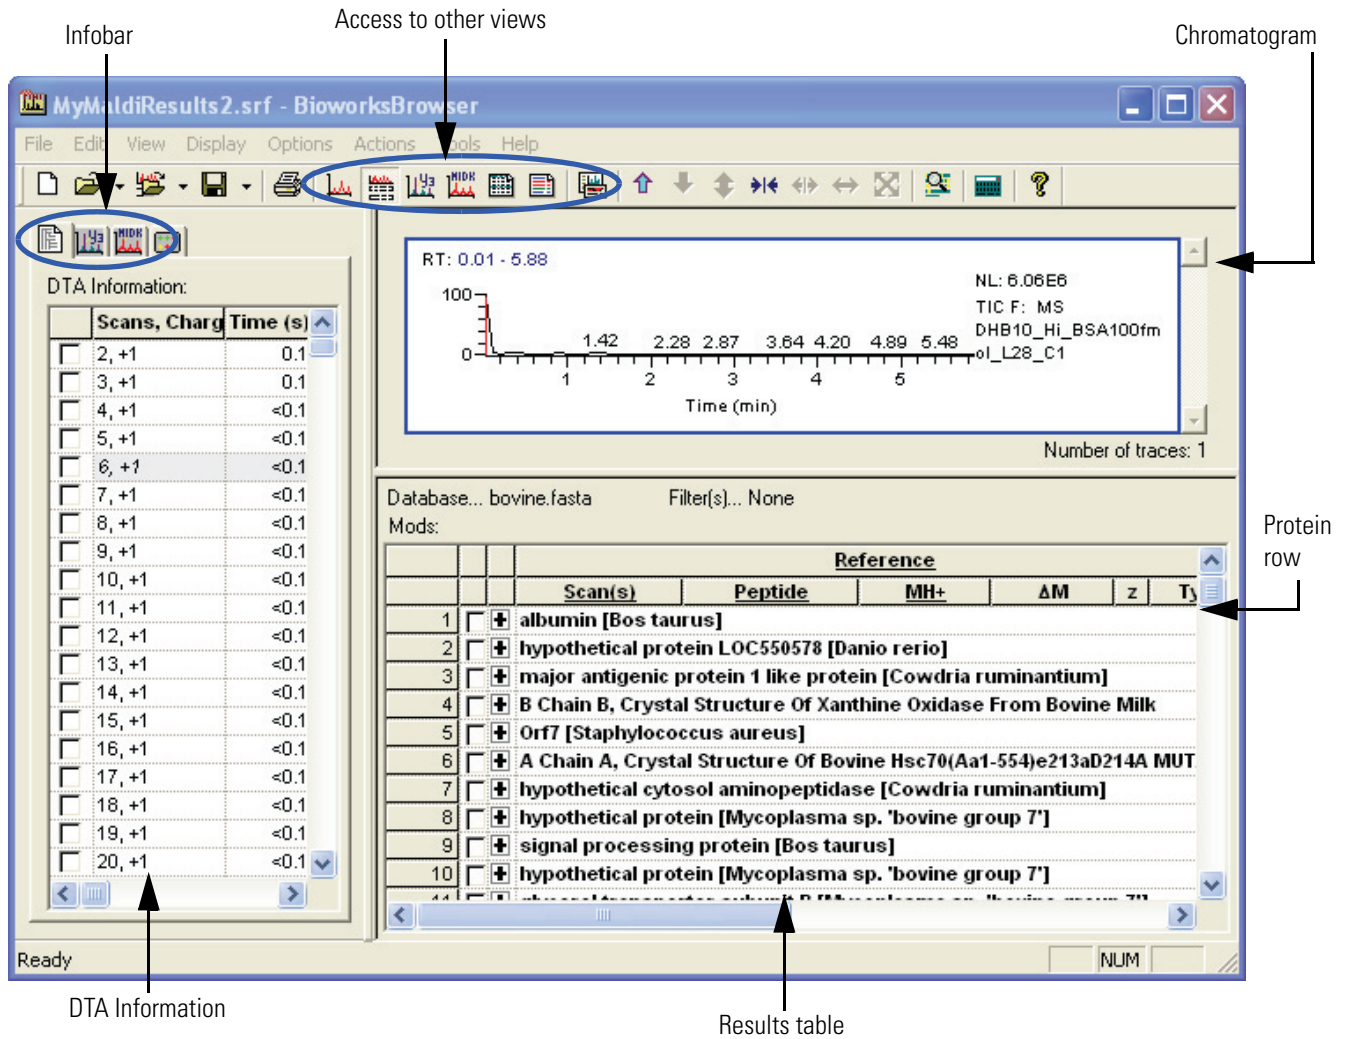 Access to other views
Infobar
Chromatogram
MyMaldiResults2.srf - BioworksBrowser
File Edit View Display Options Actions Tools Help
DTA Information:
Scans, Charg Time (s)
2, +1 0.1
3, +1 0.1
4, +1 <0.1
5, +1 <0.1
6, +1 <0.1
7, +1 <0.1
8, +1 <0.1
9, +1 <0.1
10, +1 <0.1
11, +1 <0.1
12, +1 <0.1
13, +1 <0.1
14, +1 <0.1
15, +1 <0.1
16, +1 <0.1
17, +1 <0.1
18, +1 <0.1
19, +1 <0.1
20, +1 <0.1
RT: 0.01 - 5.88
NL: 6.06E6
TIC F: MS
DHB10_Hi_BSA100fm
ol_L28_C1
100
1.42 2.28 2.87 3.64 4.20 4.89 5.48
0
1 2 3 4 5
Time (min)
Number of traces: 1
Database... bovine.fasta Filter(s)... None
Mods:
Protein
row
Reference
Scan(s) Peptide MH+ ΔM z Ty
1 albumin [Bos taurus]
2 hypothetical protein LOC550578 [Danio rerio]
3 major antigenic protein 1 like protein [Cowdria ruminantium]
4 B Chain B, Crystal Structure Of Xanthine Oxidase From Bovine Milk
5 Orf7 [Staphylococcus aureus]
6 A Chain A, Crystal Structure Of Bovine Hsc70(Aa1-554)e213aD214A MUT
7 hypothetical cytosol aminopeptidase [Cowdria ruminantium]
8 hypothetical protein [Mycoplasma sp. 'bovine group 7']
9 signal processing protein [Bos taurus]
10 hypothetical protein [Mycoplasma sp. 'bovine group 7']
Ready NUM
DTA Information
Results table